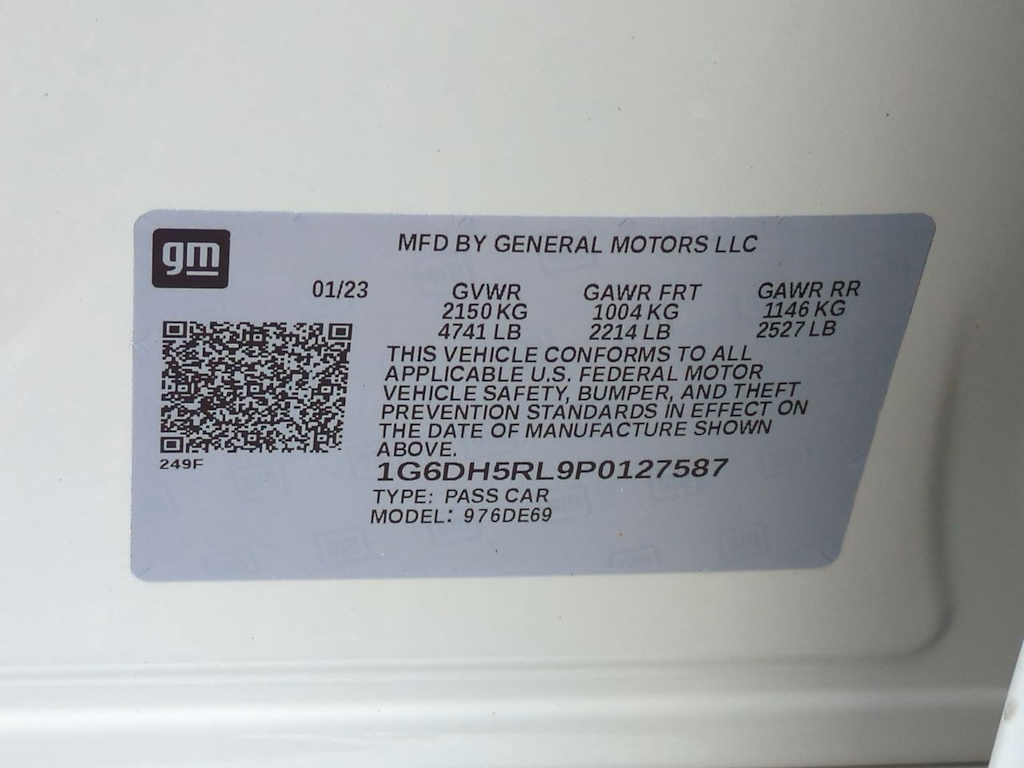 gm
MFD BY GENERAL MOTORS LLC
01/23 GVWR GAWR FRT GAWR RR
2150 KG 1004 KG 1146 KG
4741 LB 2214 LB 2527 LB
THIS VEHICLE CONFORMS TO ALL
APPLICABLE U.S. FEDERAL MOTOR
VEHICLE SAFETY, BUMPER, AND THEFT
PREVENTION STANDARDS IN EFFECT ON
THE DATE OF MANUFACTURE SHOWN
ABOVE.
249F
1G6DH5RL9P0127587
TYPE: PASS CAR
MODEL: 976DE69